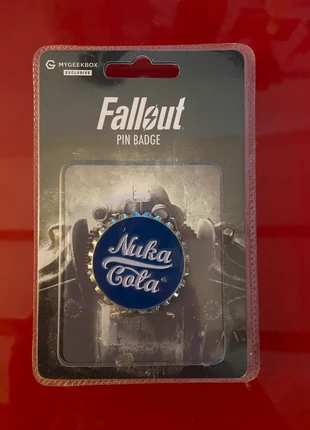 G MYGEEKBOX
EXCLUSIVE
Fallout
PIN BADGE
Nuka
Cola